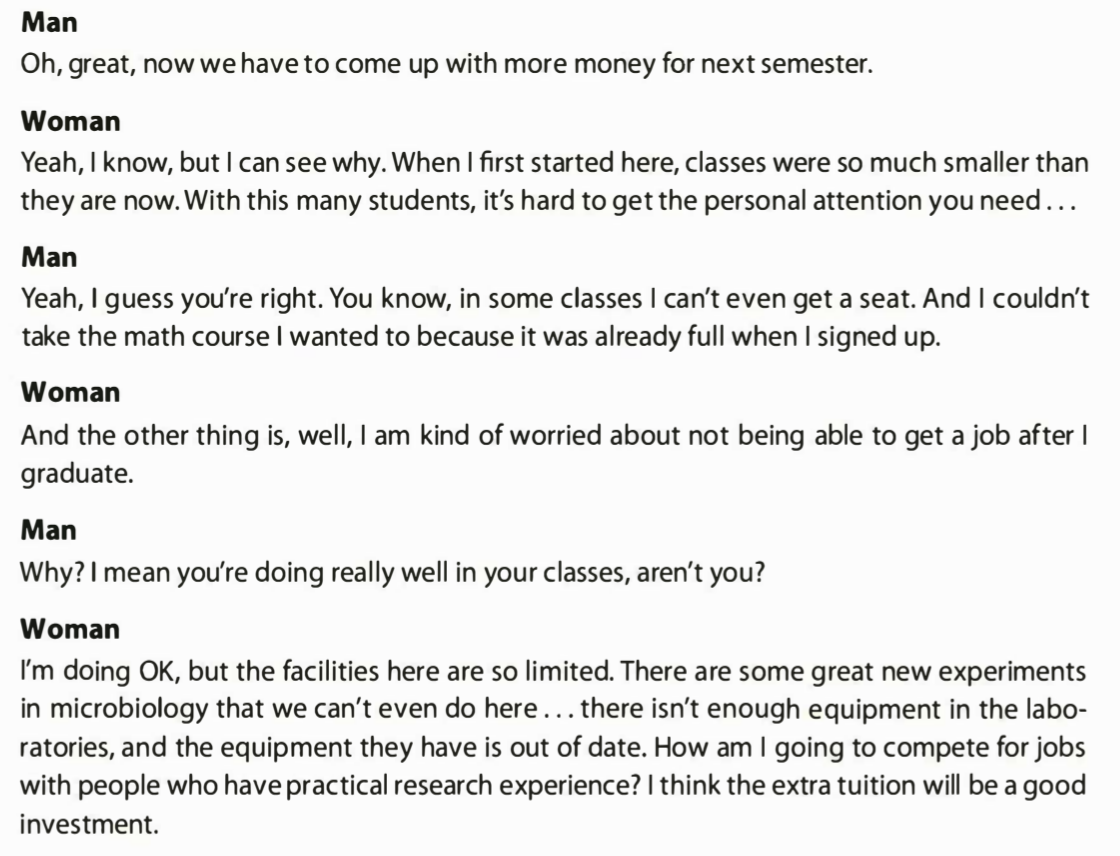 Man
Oh, great, now we have to come up with more money for next semester.
Woman
Yeah, I know, but I can see why. When I first started here, classes were so much smaller than
they are now. With this many students, it's hard to get the personal attention you need . . .
Man
Yeah, I guess you're right. You know, in some classes I can't even get a seat. And I couldn't
take the math course I wanted to because it was already full when I signed up.
Woman
And the other thing is, well, I am kind of worried about not being able to get a job after I
graduate.
Man
Why? I mean you're doing really well in your classes, aren't you?
Woman
I'm doing OK, but the facilities here are so limited. There are some great new experiments
in microbiology that we can't even do here . . . there isn't enough equipment in the labo-
ratories, and the equipment they have is out of date. How am I going to compete for jobs
with people who have practical research experience? I think the extra tuition will be a good
investment.